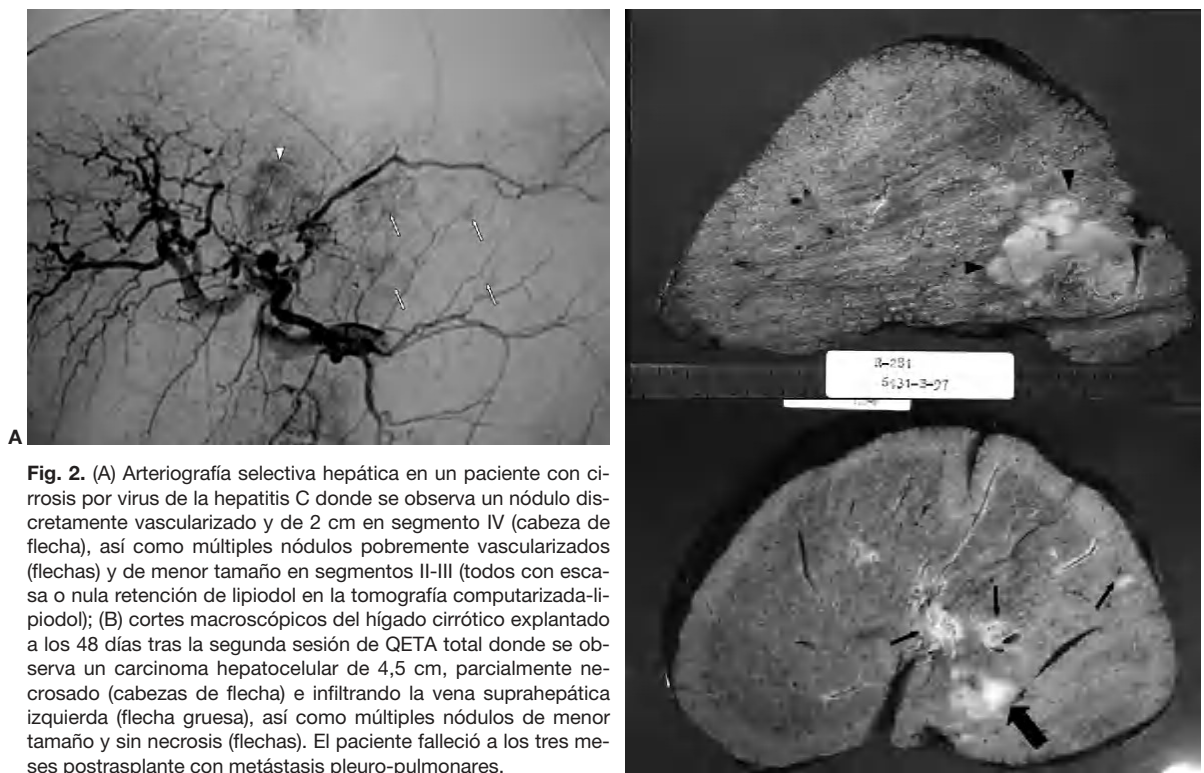 R-281
5431-3-97
A
Fig. 2. (A) Arteriografía selectiva hepática en un paciente con ci-
rrosis por virus de la hepatitis C donde se observa un nódulo dis-
cretamente vascularizado y de 2 cm en segmento IV (cabeza de
flecha), así como múltiples nódulos pobremente vascularizados
(flechas) y de menor tamaño en segmentos II-III (todos con esca-
sa o nula retención de lipiodol en la tomografía computarizada-li-
piodol); (B) cortes macroscópicos del hígado cirrótico explantado
a los 48 días tras la segunda sesión de QETA total donde se ob-
serva un carcinoma hepatocelular de 4,5 cm, parcialmente ne-
crosado (cabezas de flecha) e infiltrando la vena suprahepática
izquierda (flecha gruesa), así como múltiples nódulos de menor
tamaño y sin necrosis (flechas). El paciente falleció a los tres me-
ses postrasplante con metástasis pleuro-pulmonares.